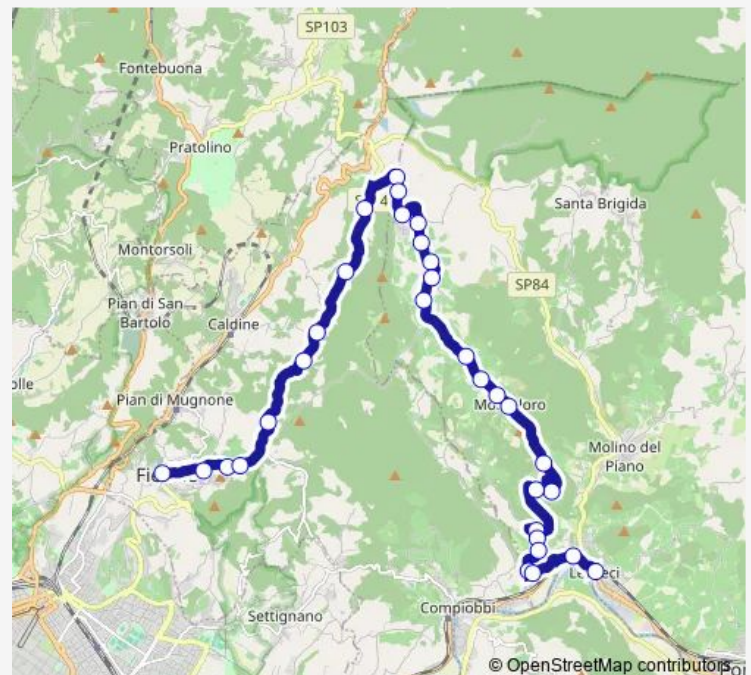 SP103
Fontebuona
Pratolino
Santa Brigida
Montorsoli
SP84
Pian di San
Bartolo
Caldine
Pian di Mugnone
Molino del
Piano
Settignano
Compiobbi
© OpenStreetMap contributors